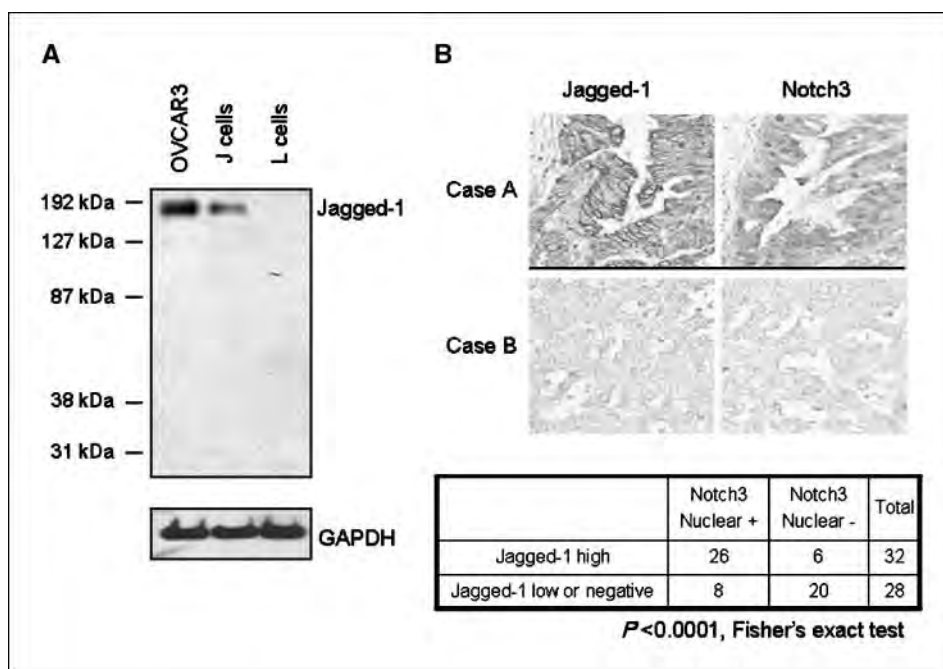 A
OVCAR3
J cells
L cells
192 kDa
127 kDa
87 kDa
38 kDa
31 kDa
Jagged-1
GAPDH
B
Jagged-1 Notch3
Case A
Case B
Notch3 Nuclear + Notch3 Nuclear - Total
Jagged-1 high 26 6 32
Jagged-1 low or negative 8 20 28
P<0.0001, Fisher's exact test